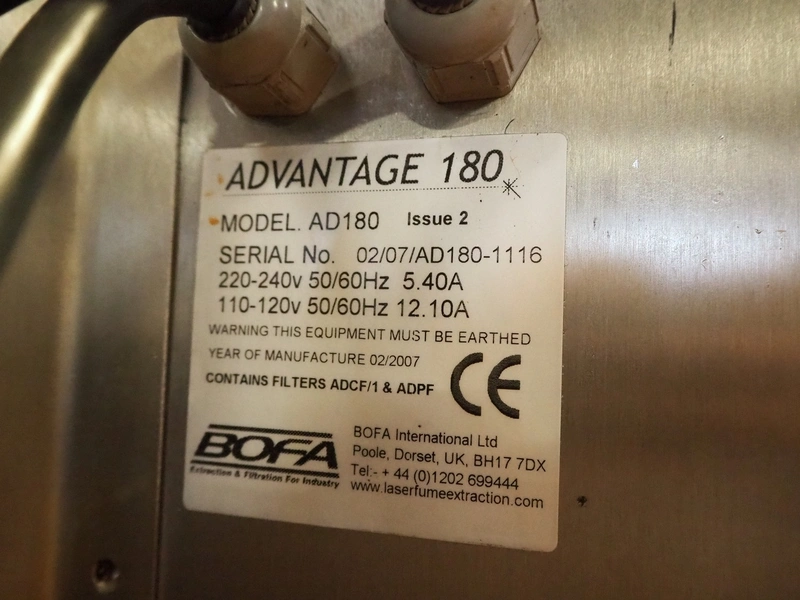 ADVANTAGE 180
MODEL. AD180 Issue 2
SERIAL No. 02/07/AD180-1116
220-240v 50/60Hz 5.40A
110-120v 50/60Hz 12.10A
WARNING THIS EQUIPMENT MUST BE EARTHED
YEAR OF MANUFACTURE 02/2007
CONTAINS FILTERS ADCF/1 & ADPF
CE
BOFA
Extraction & Filtration For Industry
BOFA International Ltd
Poole, Dorset, UK, BH17 7DX
Tel:- + 44 (0)1202 699444
www.laserfumeextraction.com